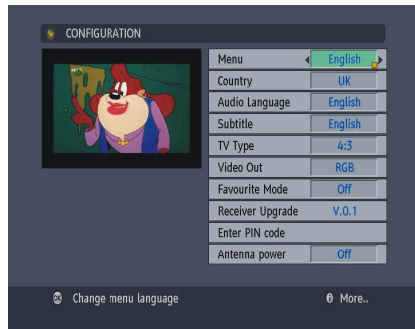 CONFIGURATION
Menu English
Country UK
Audio Language English
Subtitle English
TV Type 4:3
Video Out RGB
Favourite Mode Off
Receiver Upgrade V.0.1
Enter PIN code
Antenna power Off
OK Change menu language
i More..